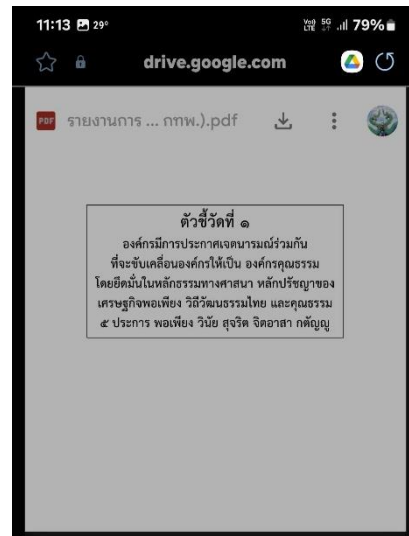 11:13 29° Vo)) LTE 5G 79%
drive.google.com
PDF รายงานการ ... กทพ.).pdf
ตัวชี้วัดที่ ๑
องค์กรมีการประกาศเจตนารมณ์ร่วมกัน
ที่จะขับเคลื่อนองค์กรให้เป็น องค์กรคุณธรรม
โดยยึดมั่นในหลักธรรมทางศาสนา หลักปรัชญาของ
เศรษฐกิจพอเพียง วิถีวัฒนธรรมไทย และคุณธรรม
๕ ประการ พอเพียง วินัย สุจริต จิตอาสา กตัญญู